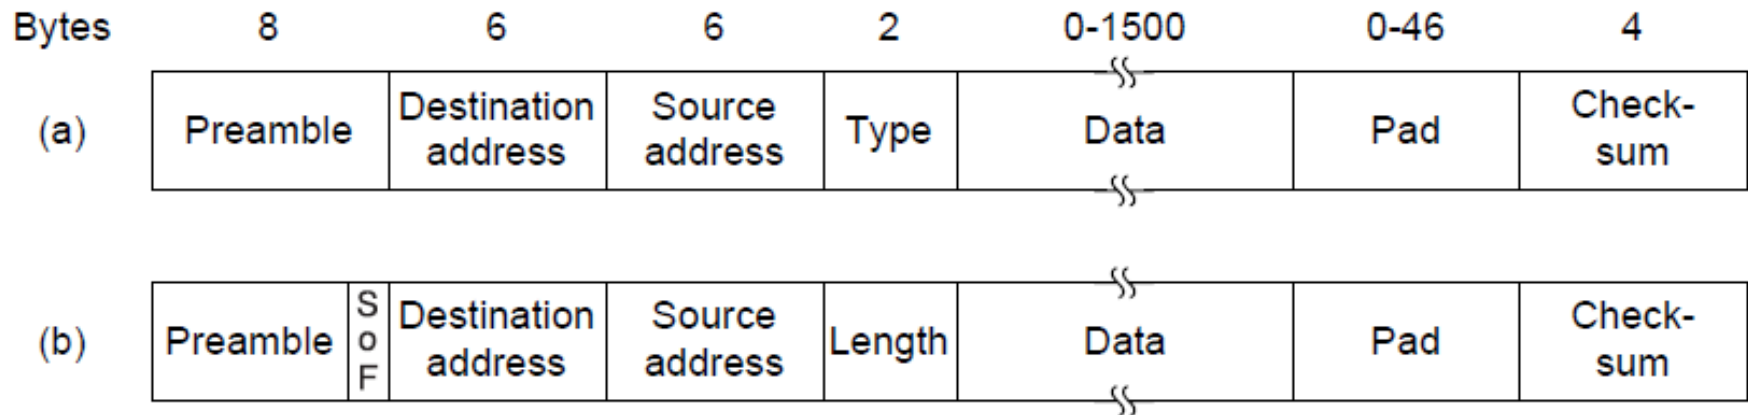 Bytes 8 6 6 2 0-1500 0-46 4
(a) Preamble Destination address Source address Type Data Pad Check-sum
(b) Preamble SoF Destination address Source address Length Data Pad Check-sum